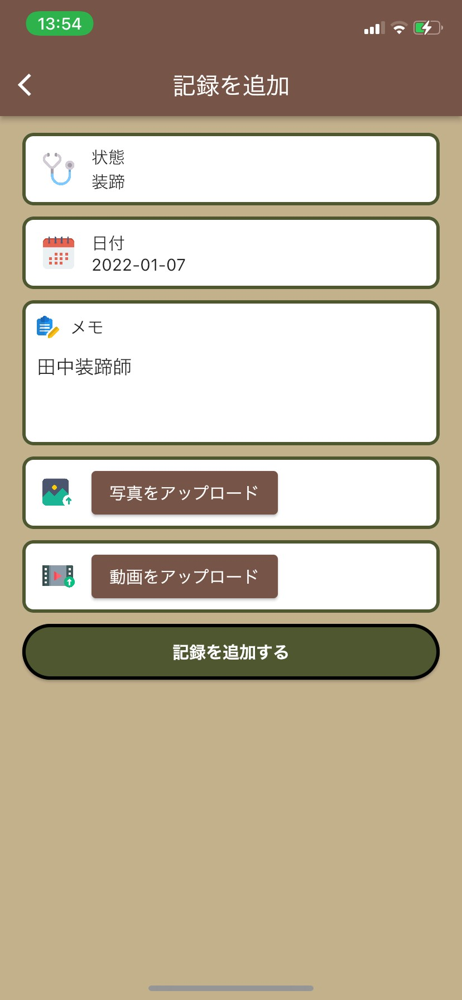 13:54
記録を追加
状態
装蹄
日付
2022-01-07
メモ
田中装蹄師
写真をアップロード
動画をアップロード
記録を追加する